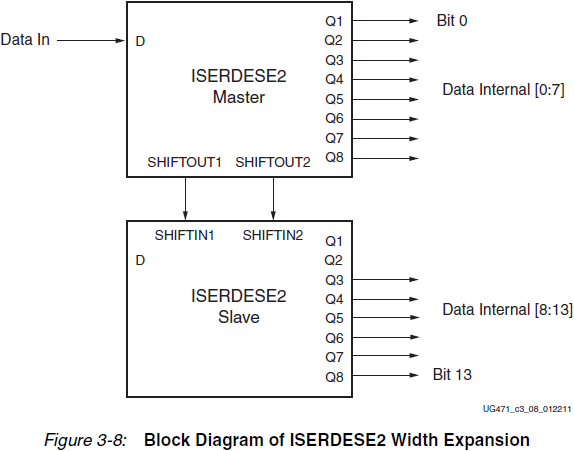 Data In
D
ISERDESE2
Master
Q1
Q2
Q3
Q4
Q5
Q6
Q7
Q8
Bit 0
Data Internal [0:7]
SHIFTOUT1 SHIFTOUT2
SHIFTIN1 SHIFTIN2
D
ISERDESE2
Slave
Q1
Q2
Q3
Q4
Q5
Q6
Q7
Q8
Data Internal [8:13]
Bit 13
UG471_c3_08_012211
Figure 3-8: Block Diagram of ISERDESE2 Width Expansion